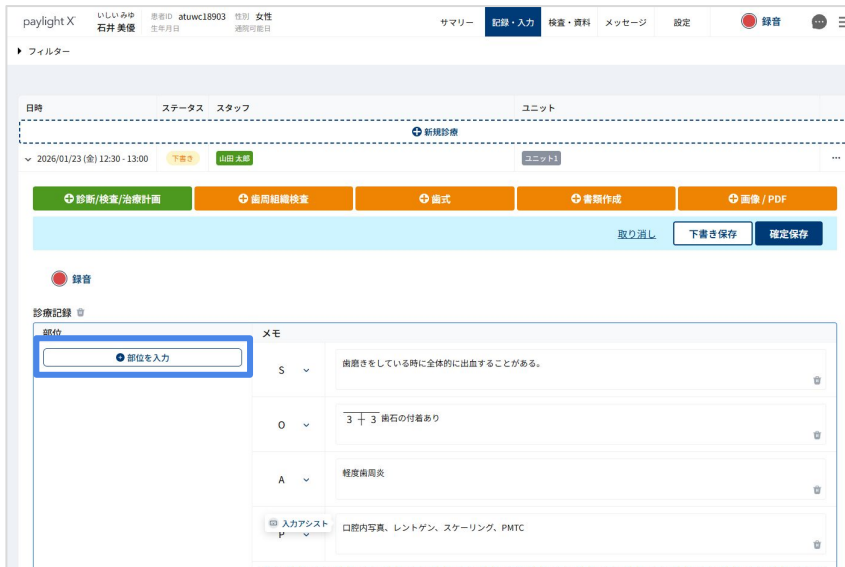 paylight X いしい みゆ 患者ID atuwc18903 性別 女性 サマリー 記録・入力 検査・資料 メッセージ 設定 録音
石井 美優 生年月日 通院可能日
フィルター
日時 ステータス スタッフ ユニット
新規診療
2026/01/23 (金) 12:30 - 13:00 下書き 山田 太郎 ユニット1 ...
診断/検査/治療計画 歯周組織検査 歯式 書類作成 画像 / PDF
取り消し 下書き保存 確定保存
録音
診療記録
部位 メモ
部位を入力
S 歯磨きをしている時に全体的に出血することがある。
O 3 3 歯石の付着あり
A 軽度歯周炎
入力アシスト
P 口腔内写真、レントゲン、スケーリング、PMTC